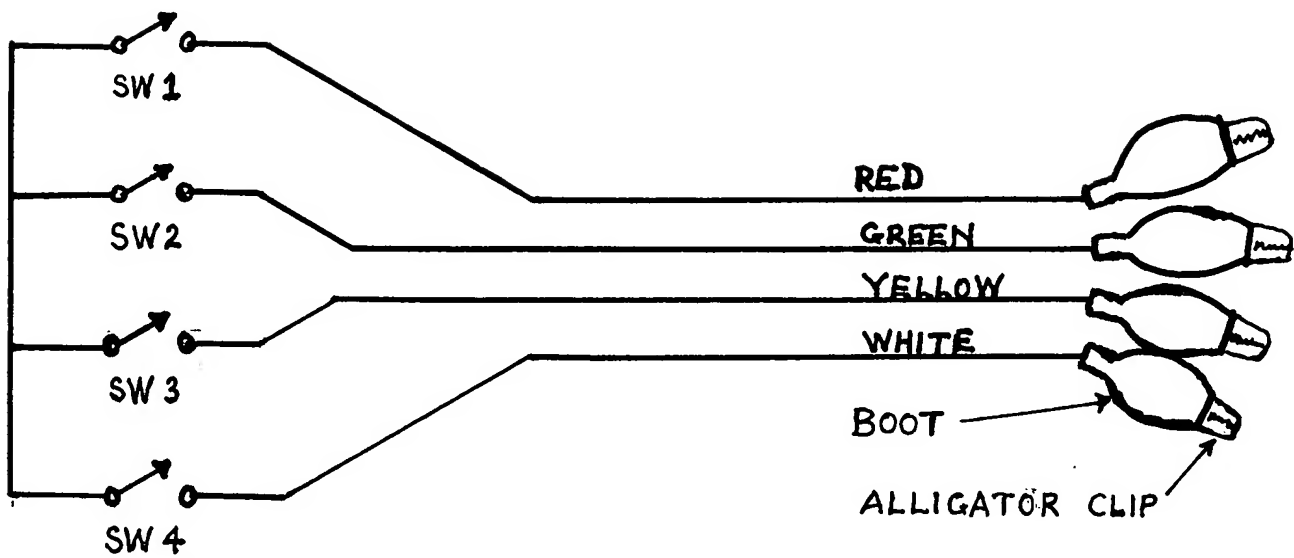 SW 1
RED
SW2
GREEN
YELLOW
WHITE
SW 3
BOOT
ALLIGATOR CLIP
SW 4